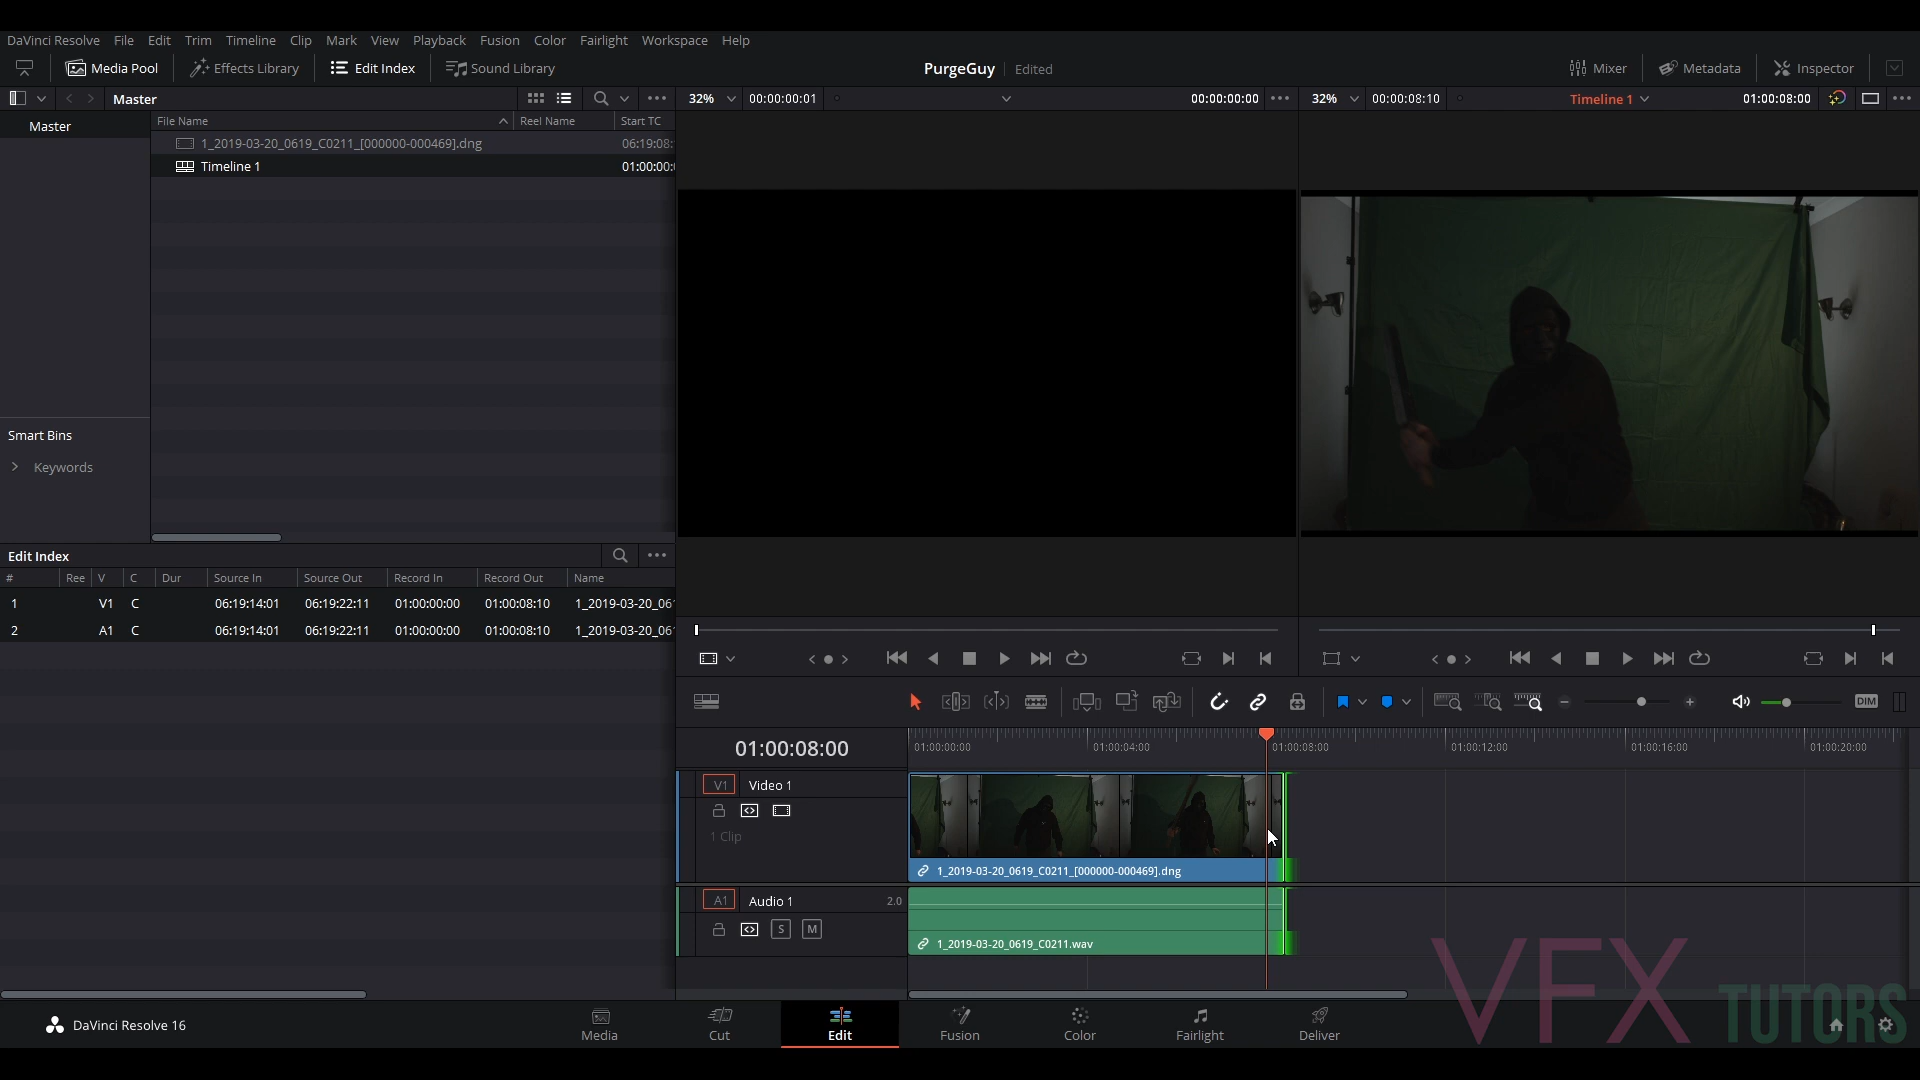 DaVinci Resolve File Edit Trim Timeline Clip Mark View Playback Fusion Color Fairlight Workspace Help
Media Pool Effects Library Edit Index Sound Library PurgeGuy Edited Mixer Metadata Inspector
Master 32% 00:00:00:01 00:00:00:00 32% 00:00:08:10 Timeline 1 01:00:08:00
Master File Name Reel Name Start TC
1_2019-03-20_0619_C0211_[000000-000469].dng 06:19:08:
Timeline 1 01:00:00:
Smart Bins
Keywords
Edit Index
# Ree V C Dur Source In Source Out Record In Record Out Name
1 V1 C 06:19:14:01 06:19:22:11 01:00:00:00 01:00:08:10 1_2019-03-20_06
2 A1 C 06:19:14:01 06:19:22:11 01:00:00:00 01:00:08:10 1_2019-03-20_06
DIM
01:00:08:00 01:00:00:00 01:00:04:00 01:00:08:00 01:00:12:00 01:00:16:00 01:00:20:00
V1 Video 1
1 Clip
1_2019-03-20_0619_C0211_[000000-000469].dng
A1 Audio 1 2.0
S M
1_2019-03-20_0619_C0211.wav
VFX TUTORS
DaVinci Resolve 16 Media Cut Edit Fusion Color Fairlight Deliver